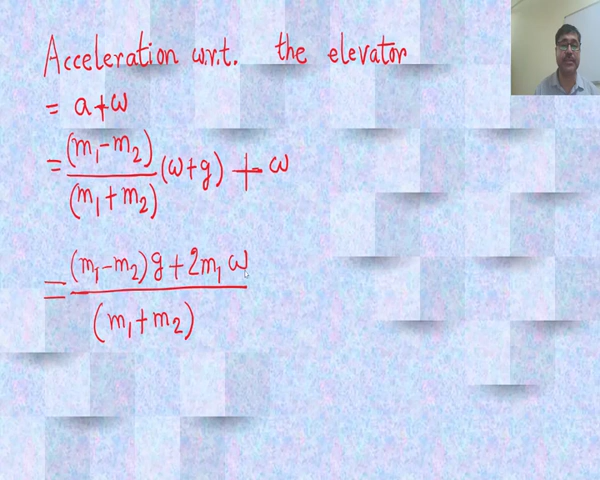 Acceleration w.r.t. the elevator
= a+ω
= (m₁-m₂)/(m₁+m₂) (ω+g) + ω
= ((m₁-m₂)g+2m₁ω)/(m₁+m₂)